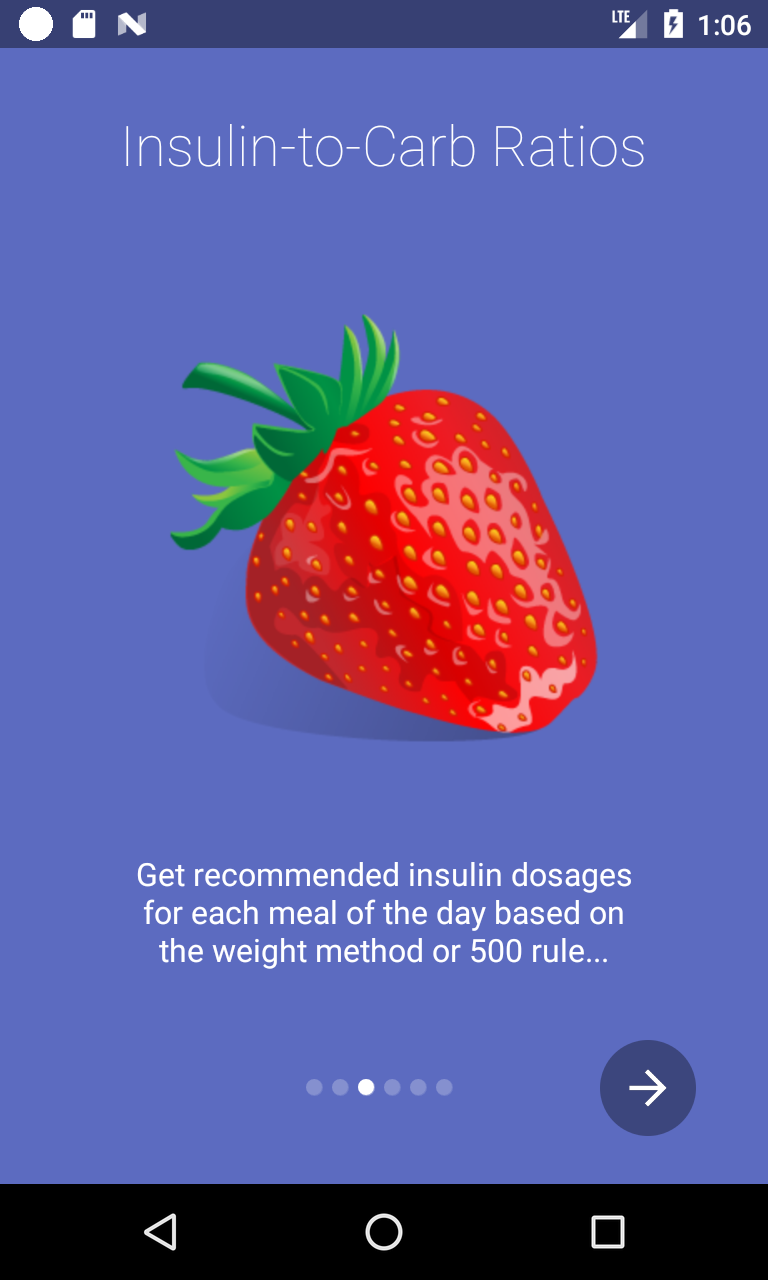 LTE 1:06
Insulin-to-Carb Ratios
Get recommended insulin dosages
for each meal of the day based on
the weight method or 500 rule...